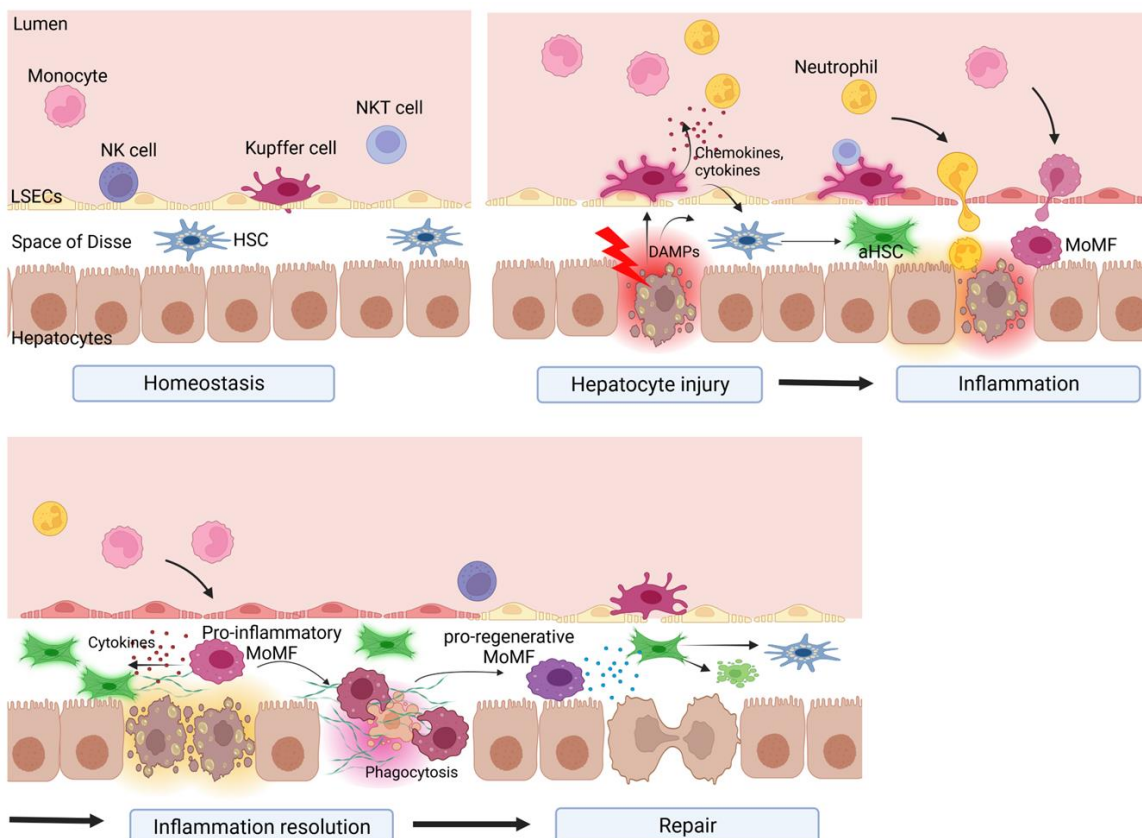 Lumen
Monocyte
NKT cell
NK cell
Kupffer cell
LSECs
Space of Disse
HSC
Hepatocytes
Homeostasis
Neutrophil
Chemokines,
cytokines
DAMPs
aHSC
MoMF
Hepatocyte injury
Inflammation
Cytokines
Pro-inflammatory
MoMF
pro-regenerative
MoMF
Phagocytosis
Inflammation resolution
Repair